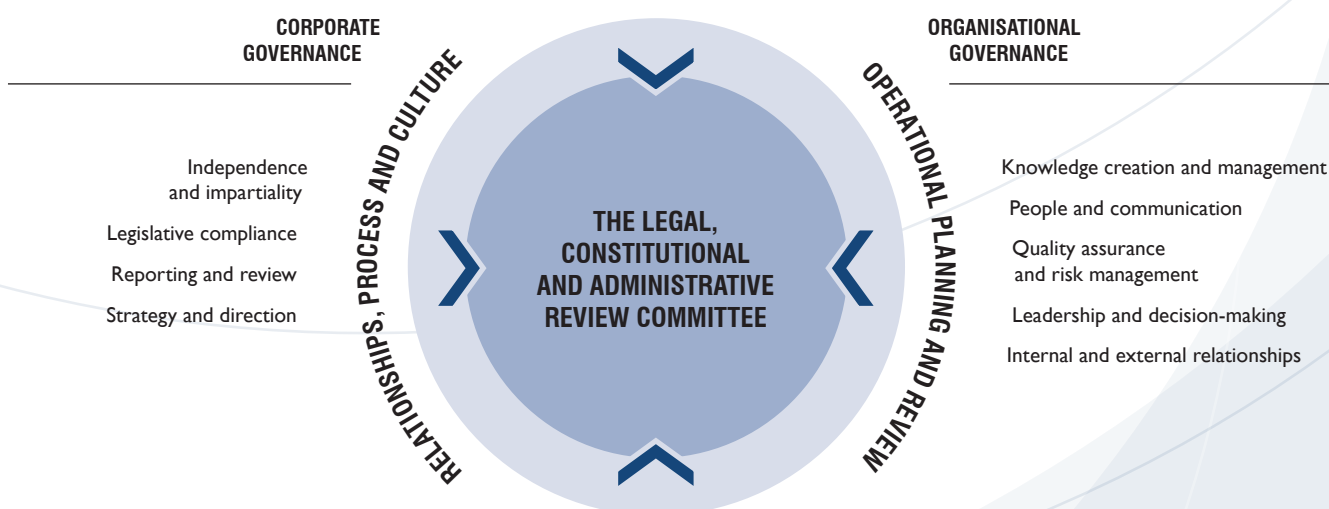 CORPORATE
GOVERNANCE
Independence
and impartiality
Legislative compliance
Reporting and review
Strategy and direction
RELATIONSHIPS, PROCESS AND CULTURE
THE LEGAL,
CONSTITUTIONAL
AND ADMINISTRATIVE
REVIEW COMMITTEE
OPERATIONAL PLANNING AND REVIEW
ORGANISATIONAL
GOVERNANCE
Knowledge creation and management
People and communication
Quality assurance
and risk management
Leadership and decision-making
Internal and external relationships